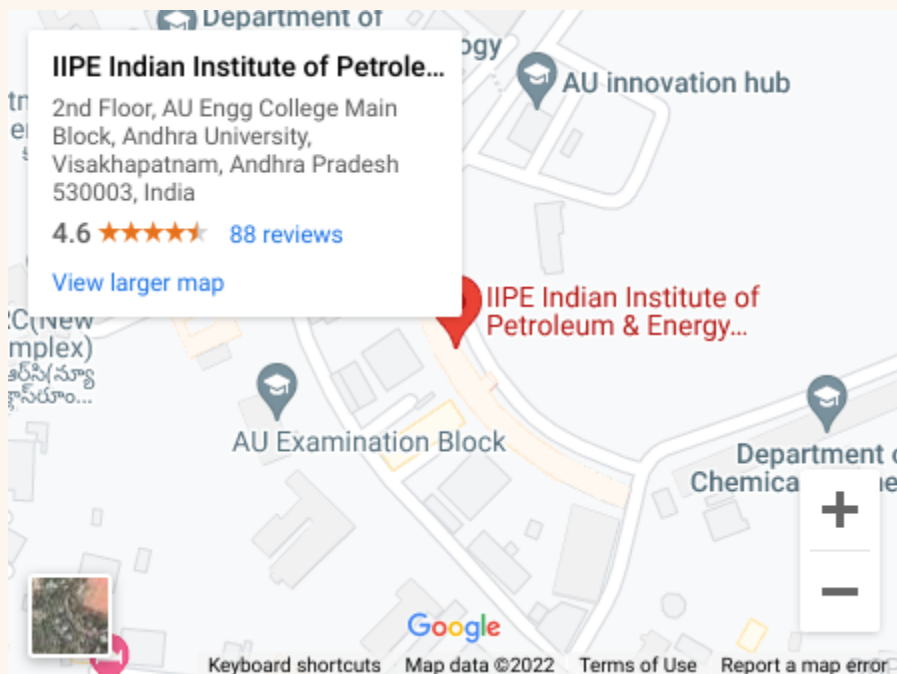 Department of
ogy
IIPE Indian Institute of Petrole...
2nd Floor, AU Engg College Main
Block, Andhra University,
Visakhapatnam, Andhra Pradesh
530003, India
4.6
88 reviews
View larger map
AU innovation hub
IIPE Indian Institute of
Petroleum & Energy...
RC(New
mplex)
AU Examination Block
Department o
Chemica
Google
Keyboard shortcuts Map data ©2022 Terms of Use Report a map error